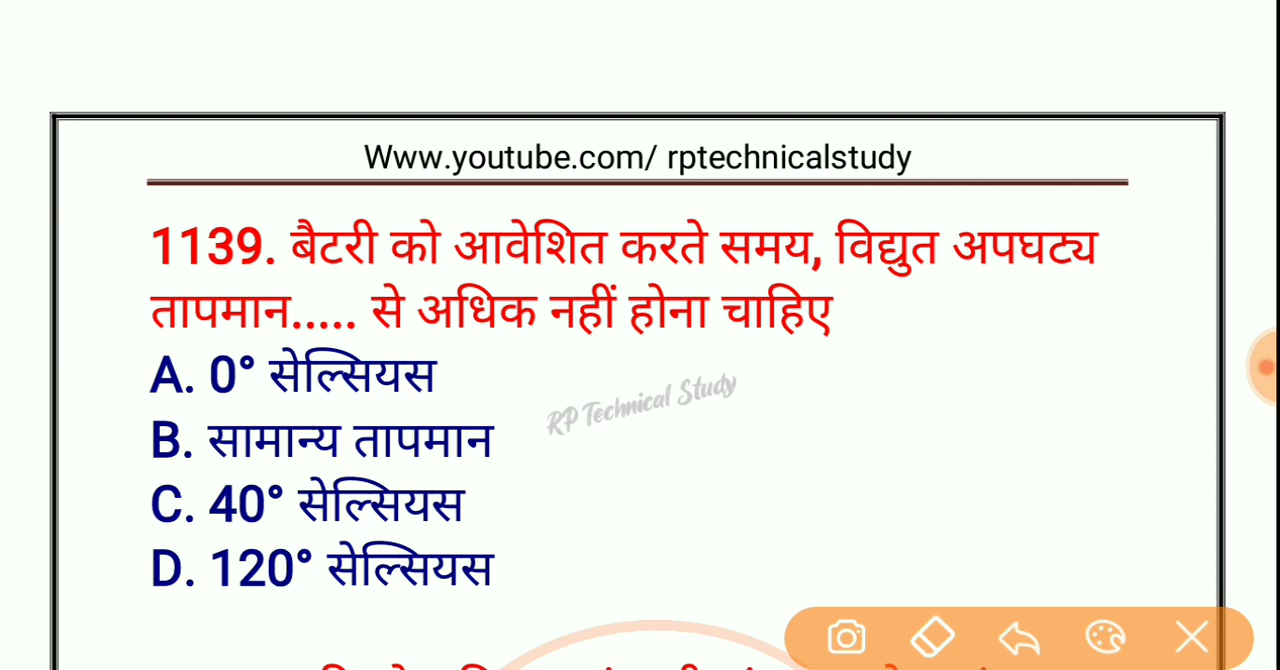 Www.youtube.com/ rptechnicalstudy
1139. बैटरी को आवेशित करते समय, विद्युत अपघट्य
तापमान..... से अधिक नहीं होना चाहिए
A. 0° सेल्सियस
RP Technical Study
B. सामान्य तापमान
C. 40° सेल्सियस
D. 120° सेल्सियस